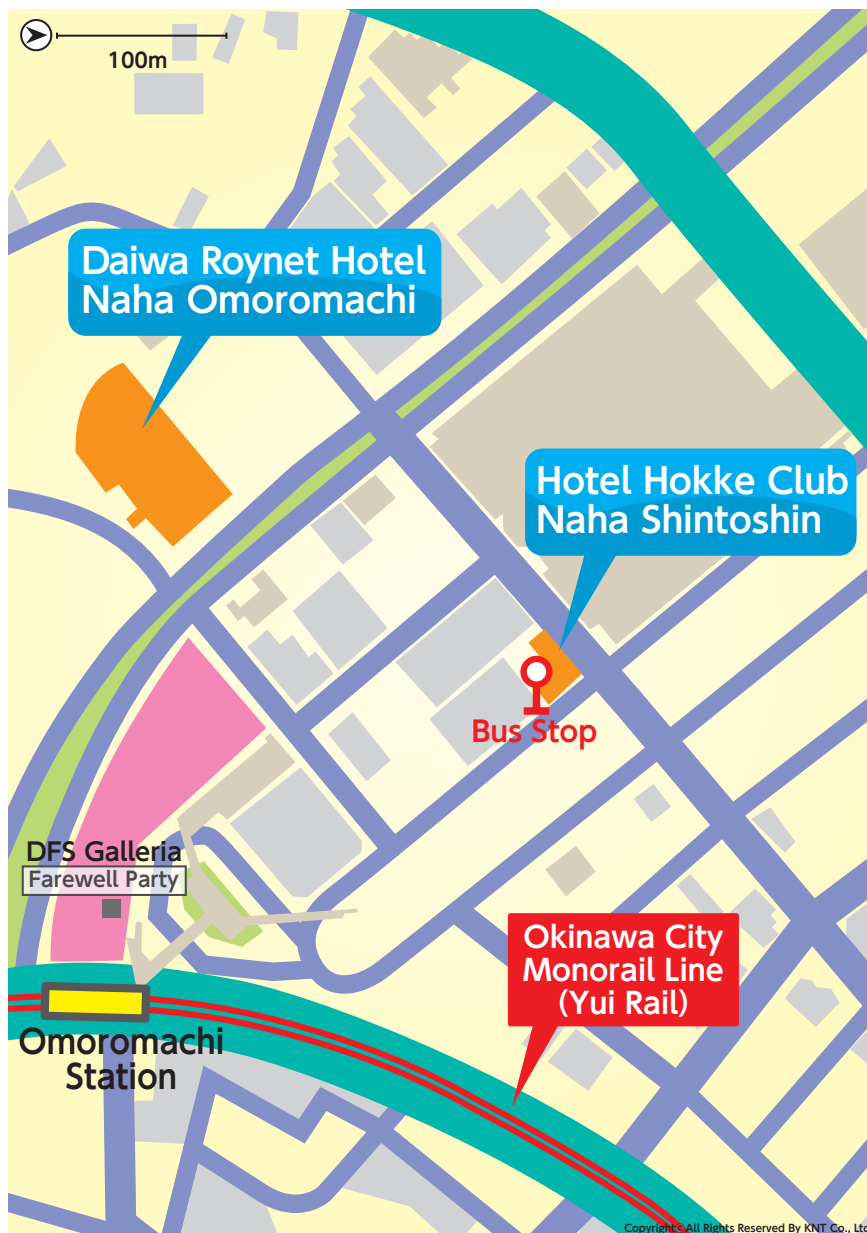 100m
Daiwa Roynet Hotel
Naha Omoromachi
Hotel Hokke Club
Naha Shintoshin
Bus Stop
DFS Galleria
Farewell Party
Okinawa City
Monorail Line
(Yui Rail)
Omoromachi
Station
Copyright© All Rights Reserved By KNT Co., Ltd